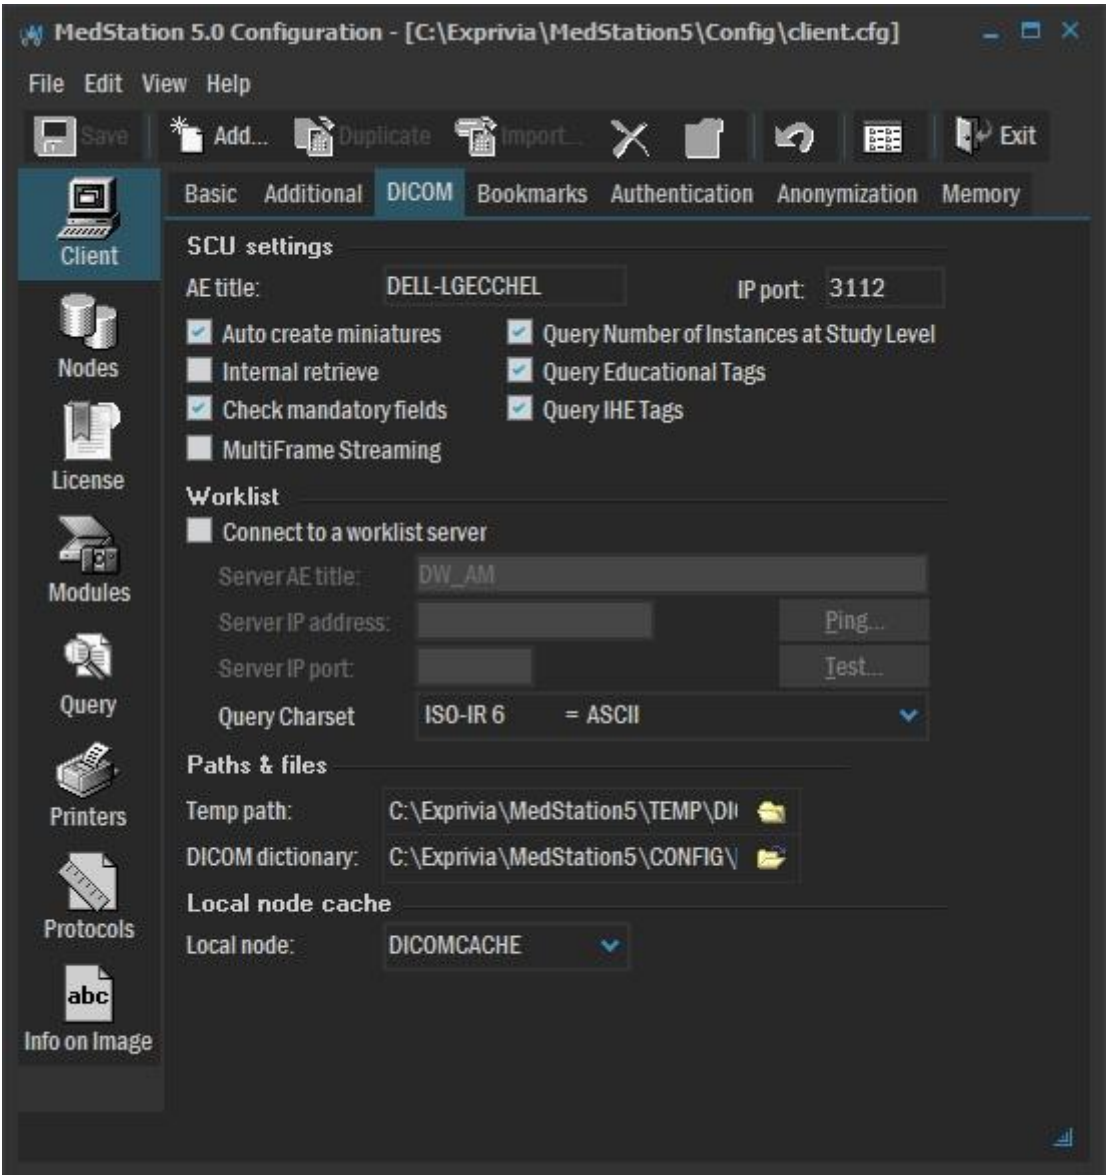 MedStation 5.0 Configuration - [C:\Exprivia\MedStation5\Config\client.cfg]
File Edit View Help
Save Add... Duplicate Import... Exit
Client
Nodes
License
Modules
Query
Printers
Protocols
abc
Info on Image
Basic Additional DICOM Bookmarks Authentication Anonymization Memory
SCU settings
AE title: DELL-LGECCHEL IP port: 3112
Auto create miniatures Query Number of Instances at Study Level
Internal retrieve Query Educational Tags
Check mandatory fields Query IHE Tags
MultiFrame Streaming
Worklist
Connect to a worklist server
Server AE title: DW_AM
Server IP address: Ping...
Server IP port: Test...
Query Charset ISO-IR 6 = ASCII
Paths & files
Temp path: C:\Exprivia\MedStation5\TEMP\DI
DICOM dictionary: C:\Exprivia\MedStation5\CONFIG\
Local node cache
Local node: DICOMCACHE